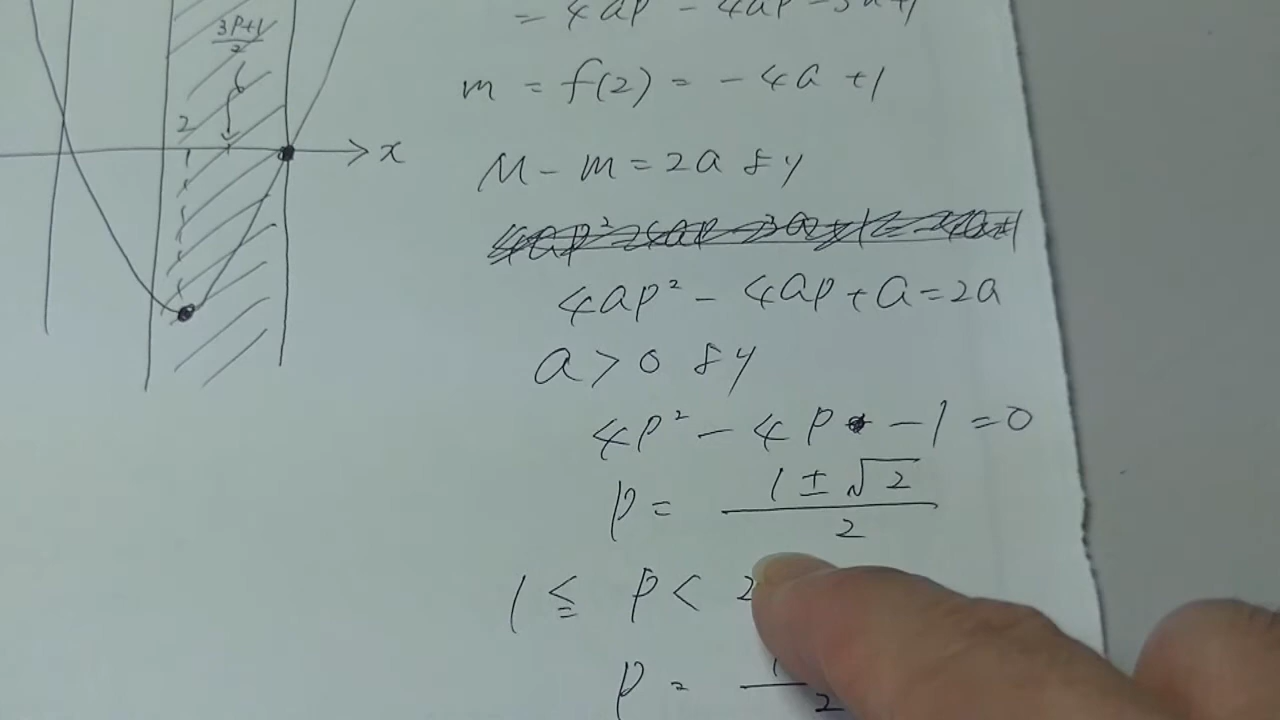 = 4ap² - 4ap - 3a + 1
3p+1
2
m = f(2) = -4a + 1
2
x
M - m = 2a より
4ap² - 4ap + a = 2a
a > 0 より
4p² - 4p - 1 = 0
p = 1 ± √2
2
1 ≦ p < 2
p =
2